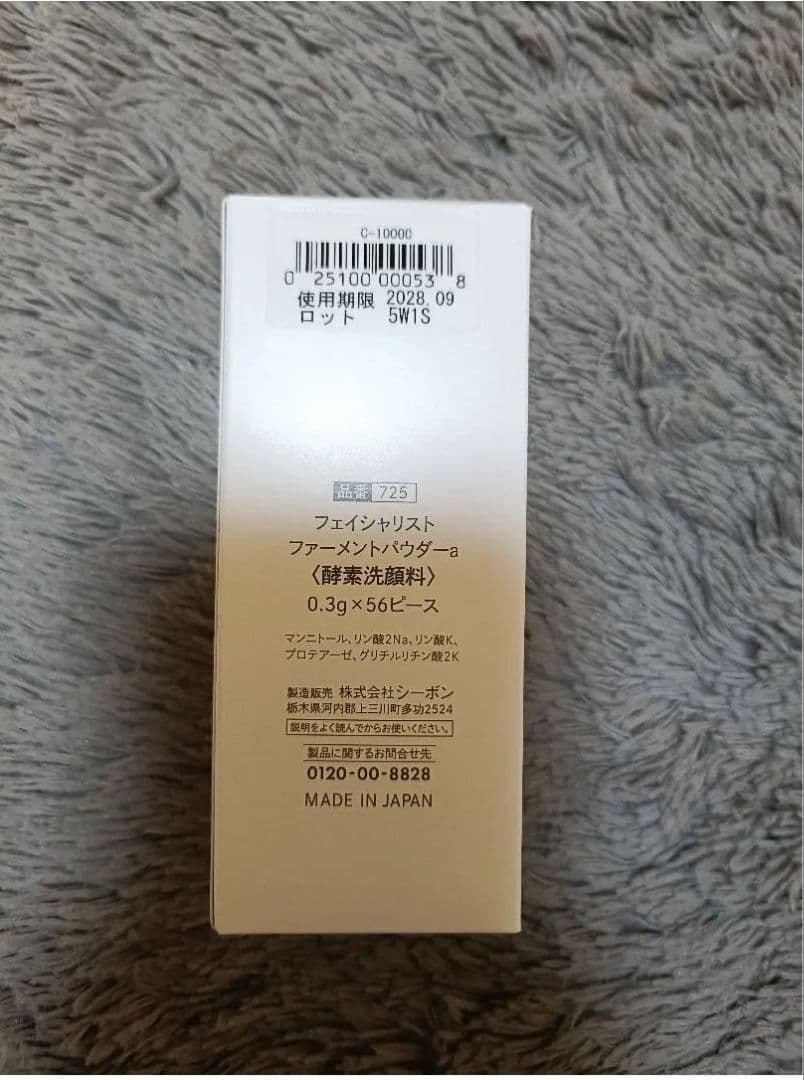 C-10000
0 25100 00053 8
使用期限 2028.09
ロット 5W1S
品番 725
フェイシャリスト
ファーメントパウダーa
〈酵素洗顔料〉
0.3g×56ピース
マンニトール、リン酸2Na、リン酸K、
プロテアーゼ、グリチルリチン酸2K
製造販売 株式会社シーボン
栃木県河内郡上三川町多功2524
説明をよく読んでからお使いください。
製品に関するお問合せ先
0120-00-8828
MADE IN JAPAN